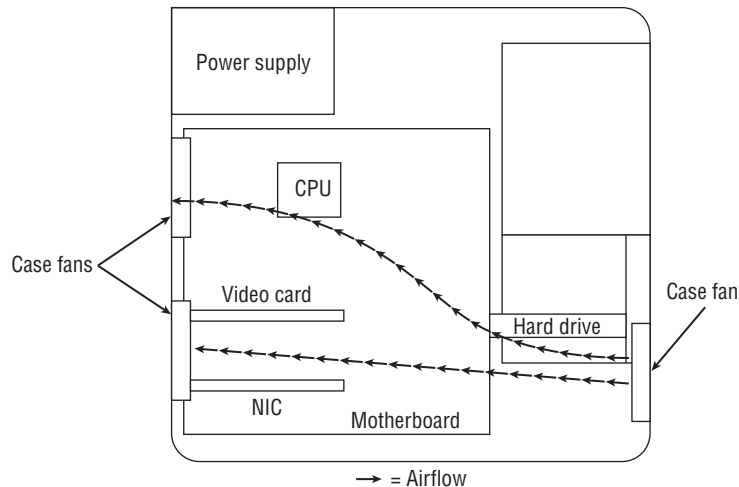 Power supply
CPU
Case fans
Video card
Case fan
Hard drive
NIC
Motherboard
= Airflow